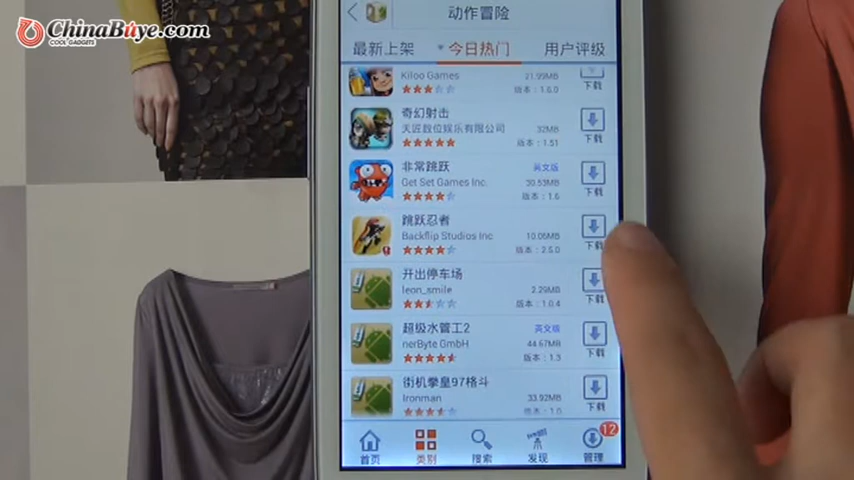 ChinaBuye.com
COOL GADGETS
动作冒险
最新上架 今日热门 用户评级
Kiloo Games 21.99MB
版本：1.6.0 下载
奇幻射击
天匠数位娱乐有限公司 32MB
版本：1.51 下载
非常跳跃 英文版
Get Set Games Inc. 30.53MB
版本：1.6 下载
跳跃忍者
Backflip Studios Inc 10.06MB
版本：2.5.0 下载
开出停车场
leon_smile 2.29MB
版本：1.0.4 下载
超级水管工2 英文版
nerByte GmbH 44.67MB
版本：1.3 下载
街机拳皇97格斗
Ironman 33.92MB
版本：1.0 下载
12
首页 类别 搜索 发现 管理